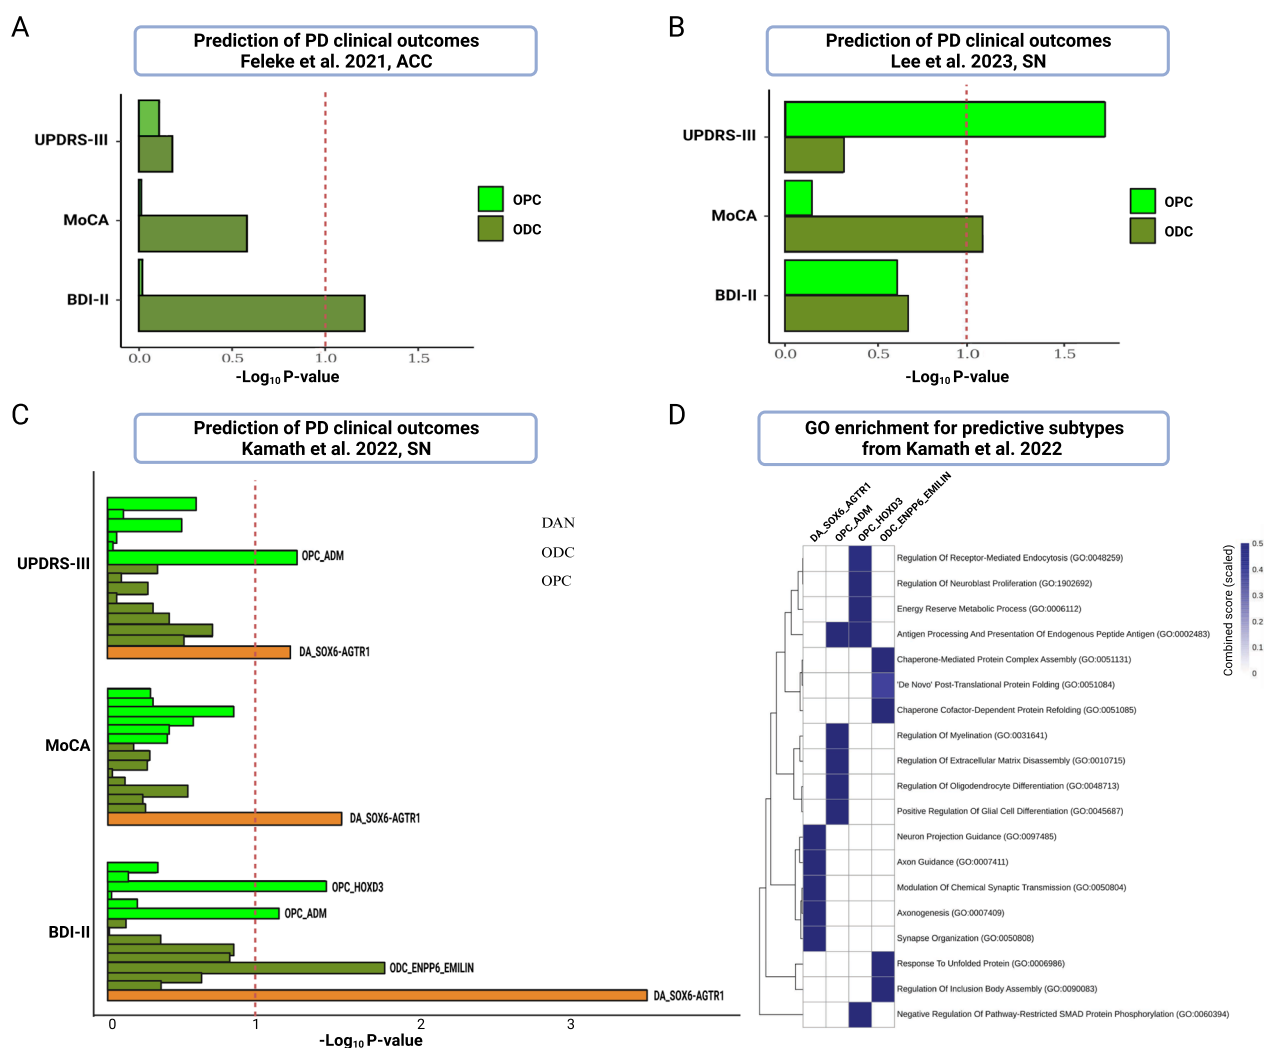 A
Prediction of PD clinical outcomes
Feleke et al. 2021, ACC
UPDRS-III
MoCA
BDI-II
OPC
ODC
0.0 0.5 1.0 1.5
-Log10 P-value
B
Prediction of PD clinical outcomes
Lee et al. 2023, SN
UPDRS-III
MoCA
BDI-II
OPC
ODC
0.0 0.5 1.0 1.5
-Log10 P-value
C
Prediction of PD clinical outcomes
Kamath et al. 2022, SN
DAN
ODC
OPC
UPDRS-III
OPC_ADM
DA_SOX6-AGTR1
MoCA
DA_SOX6-AGTR1
BDI-II
OPC_HOXD3
OPC_ADM
ODC_ENPP6_EMILIN
DA_SOX6-AGTR1
0 1 2 3
-Log10 P-value
D
GO enrichment for predictive subtypes
from Kamath et al. 2022
DA_SOX6_AGTR1
OPC_ADM
OPC_HOXD3
ODC_ENPP6_EMILIN
Regulation Of Receptor-Mediated Endocytosis (GO:0048259)
Regulation Of Neuroblast Proliferation (GO:1902692)
Energy Reserve Metabolic Process (GO:0006112)
Antigen Processing And Presentation Of Endogenous Peptide Antigen (GO:0002483)
Chaperone-Mediated Protein Complex Assembly (GO:0051131)
'De Novo' Post-Translational Protein Folding (GO:0051084)
Chaperone Cofactor-Dependent Protein Refolding (GO:0051085)
Regulation Of Myelination (GO:0031641)
Regulation Of Extracellular Matrix Disassembly (GO:0010715)
Regulation Of Oligodendrocyte Differentiation (GO:0048713)
Positive Regulation Of Glial Cell Differentiation (GO:0045687)
Neuron Projection Guidance (GO:0097485)
Axon Guidance (GO:0007411)
Modulation Of Chemical Synaptic Transmission (GO:0050804)
Axonogenesis (GO:0007409)
Synapse Organization (GO:0050808)
Response To Unfolded Protein (GO:0006986)
Regulation Of Inclusion Body Assembly (GO:0090083)
Negative Regulation Of Pathway-Restricted SMAD Protein Phosphorylation (GO:0060394)
Combined score (scaled)
0.5
0.4
0.3
0.2
0.1
0